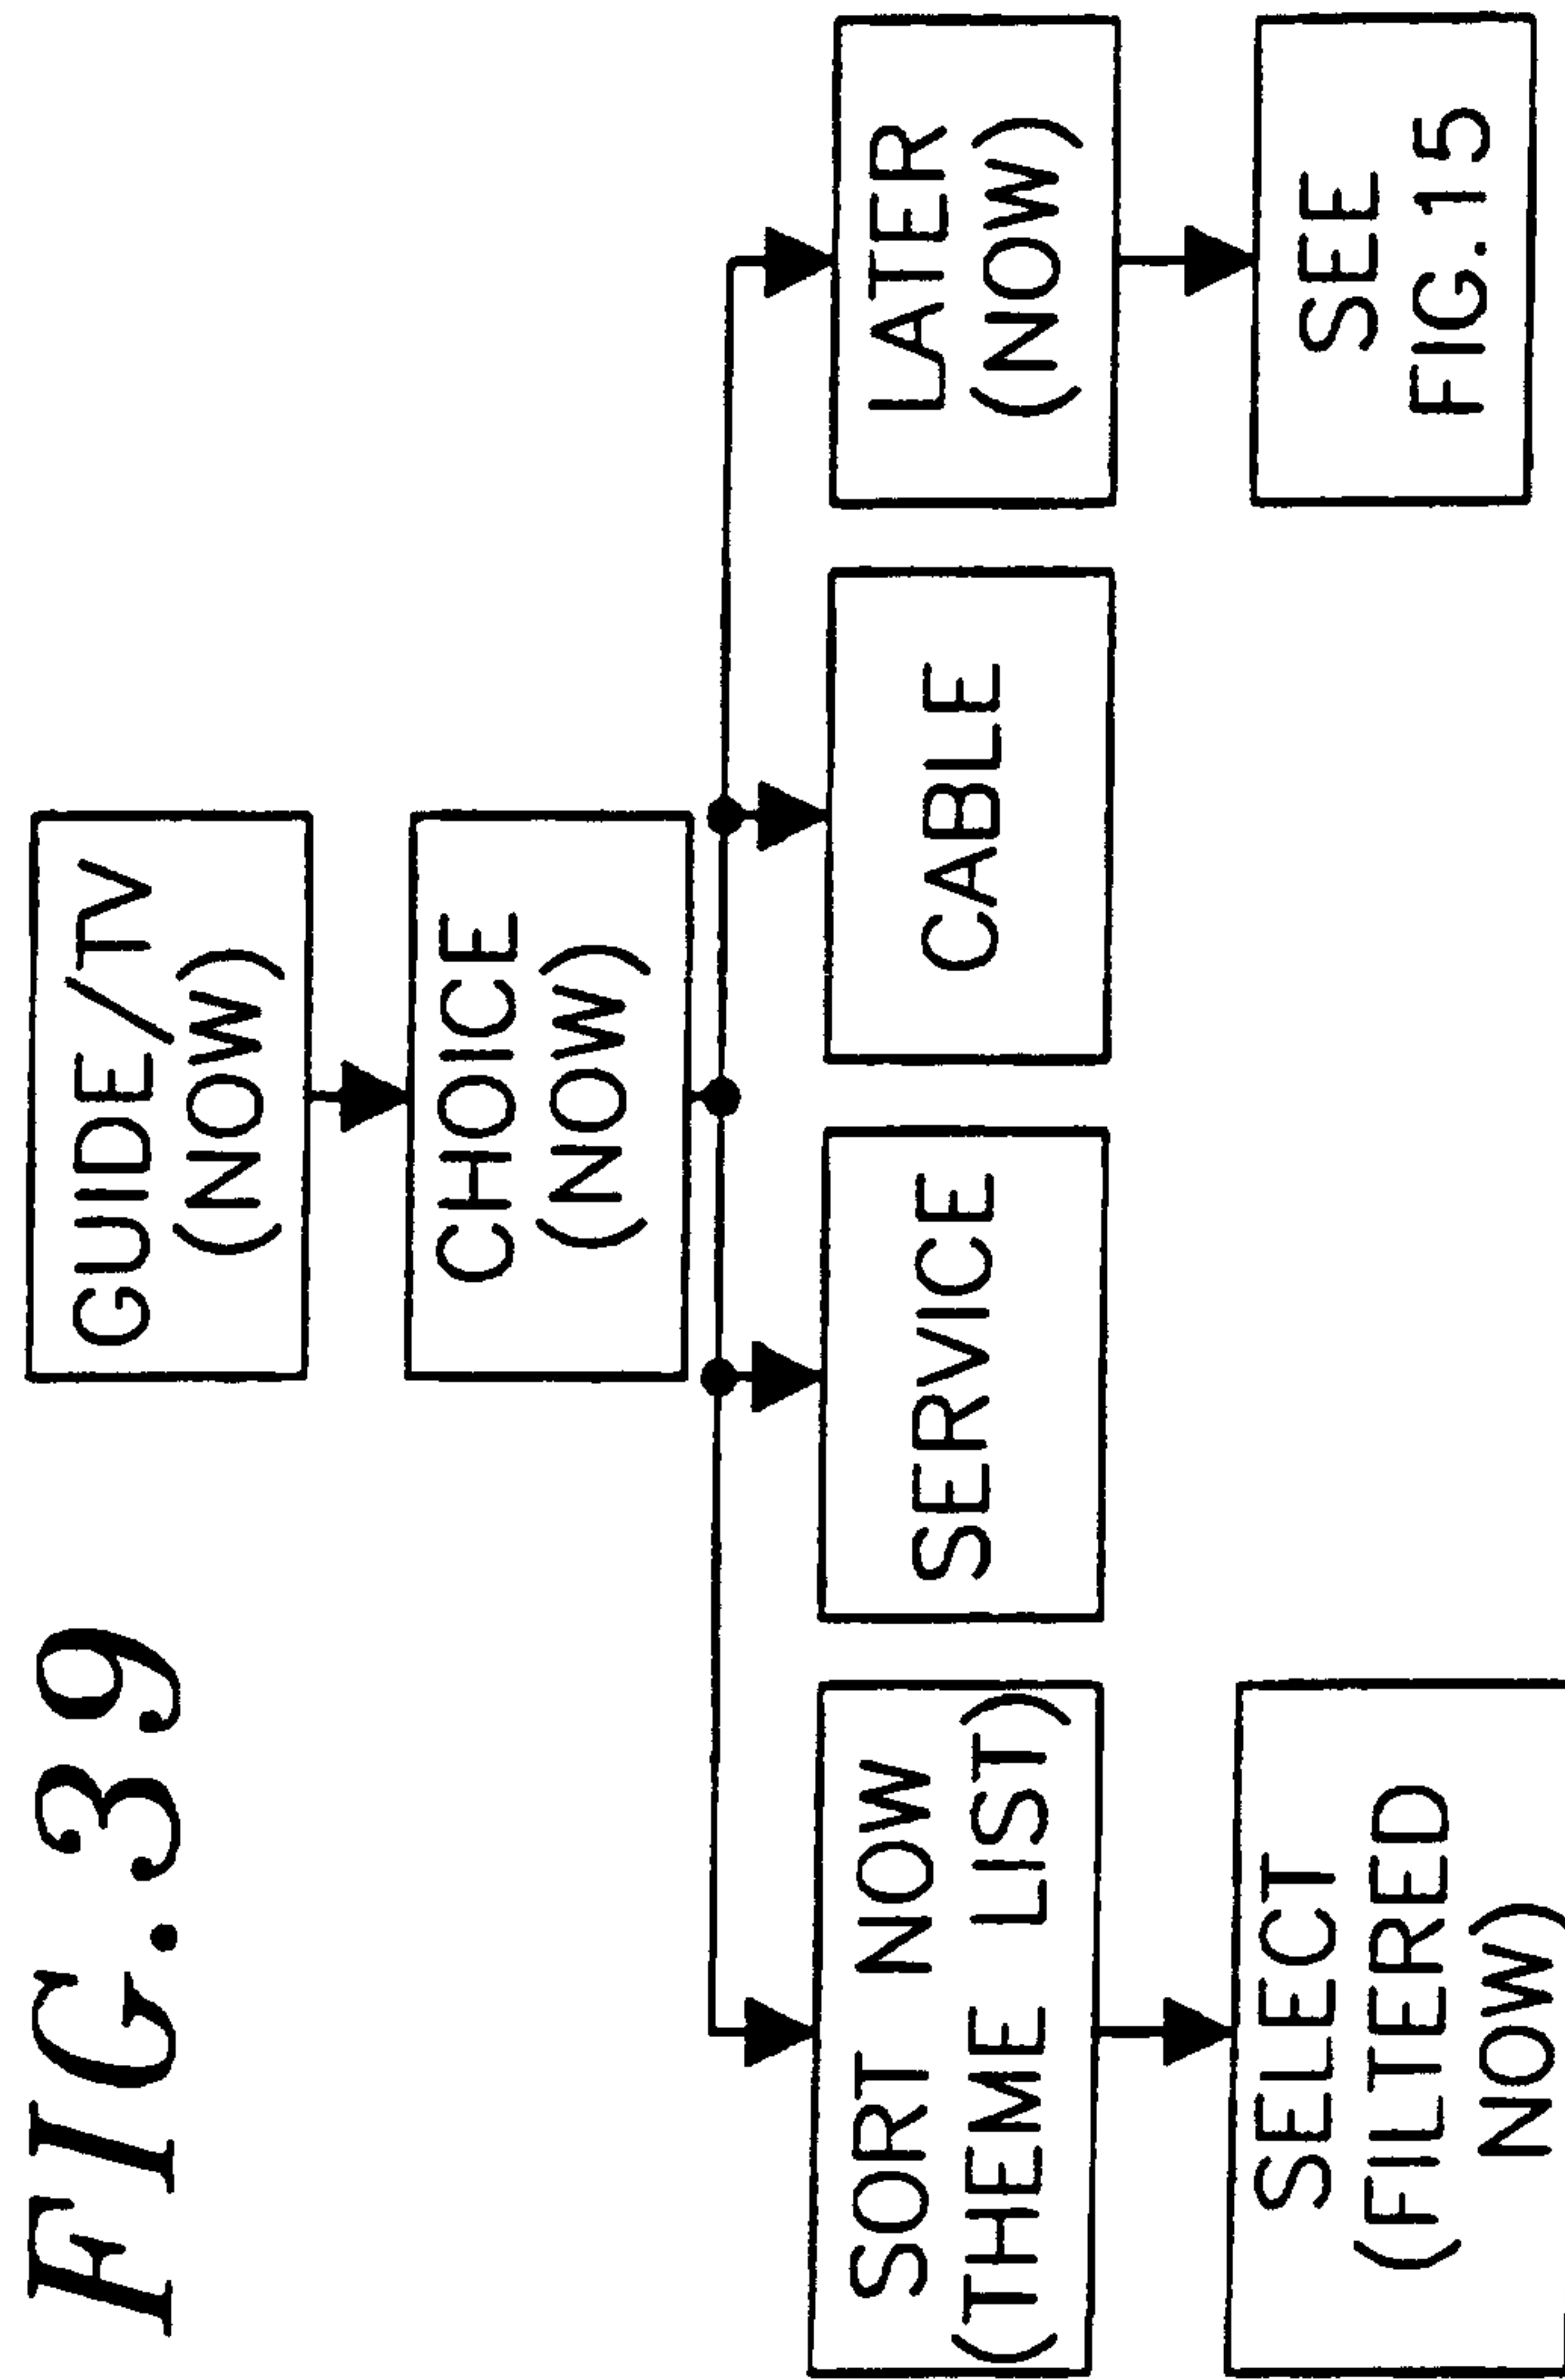 FIG.39
GUIDE/TV
(NOW)
CHOICE
(NOW)
SORT NOW
(THEME LIST)
SERVICE
CABLE
LATER
(NOW)
SELECT
(FILTERED
NOW)
SEE
FIG.15